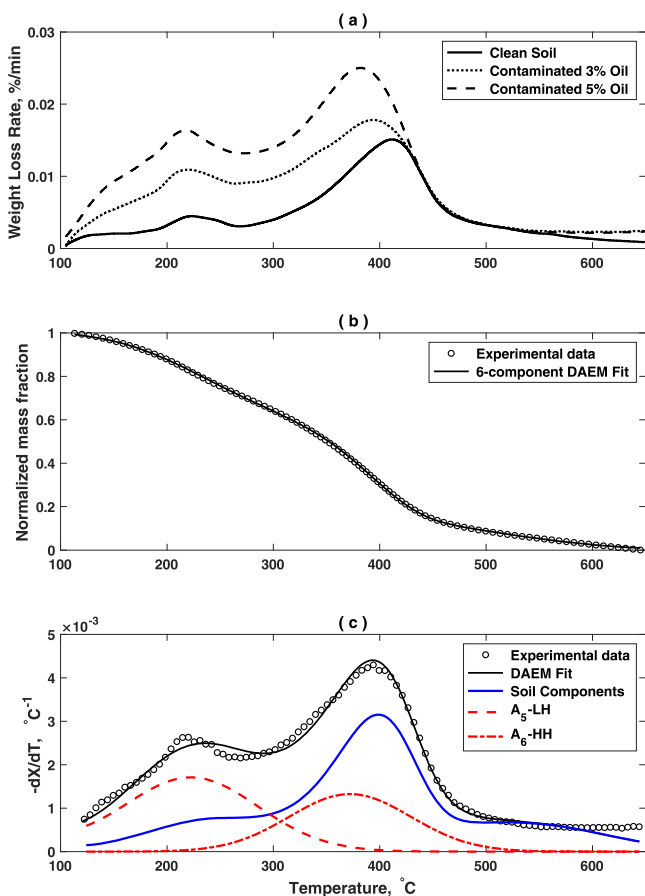 ( a )
Weight Loss Rate, %/min
0.03
0.02
0.01
0
Clean Soil
Contaminated 3% Oil
Contaminated 5% Oil
100 200 300 400 500 600
( b )
Normalized mass fraction
1
0.8
0.6
0.4
0.2
0
Experimental data
6-component DAEM Fit
100 200 300 400 500 600
( c )
×10⁻³
-dX/dT, °C⁻¹
5
4
3
2
1
0
Experimental data
DAEM Fit
Soil Components
A₅-LH
A₆-HH
100 200 300 400 500 600
Temperature, °C